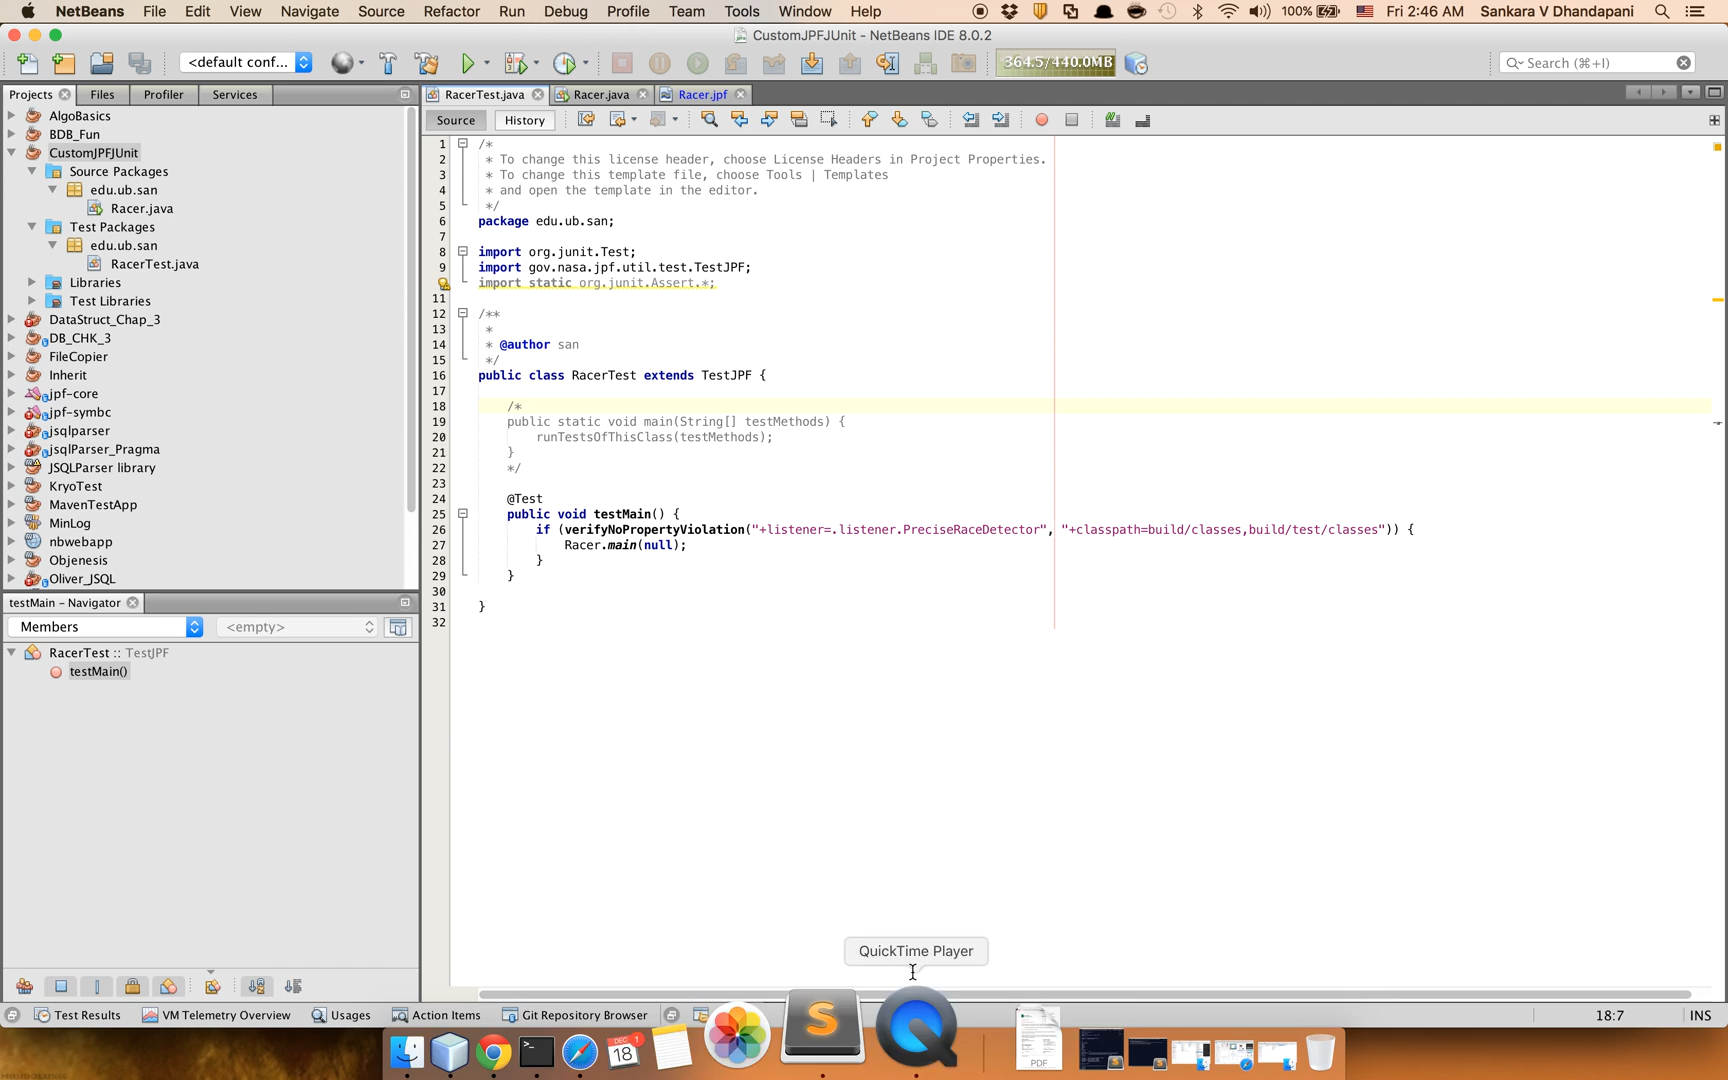 NetBeans File Edit View Navigate Source Refactor Run Debug Profile Team Tools Window Help 100% Fri 2:46 AM Sankara V Dhandapani
CustomJPFJUnit - NetBeans IDE 8.0.2
<default conf... 364.5/440.0MB Search (⌘+I)
Projects Files Profiler Services
RacerTest.java Racer.java Racer.jpf
Source History
AlgoBasics
BDB_Fun
CustomJPFJUnit
Source Packages
edu.ub.san
Racer.java
Test Packages
edu.ub.san
RacerTest.java
Libraries
Test Libraries
DataStruct_Chap_3
DB_CHK_3
FileCopier
Inherit
jpf-core
jpf-symbc
jsqlparser
jsqlParser_Pragma
JSQLParser library
KryoTest
MavenTestApp
MinLog
nbwebapp
Objenesis
Oliver_JSQL
testMain - Navigator
Members <empty>
RacerTest :: TestJPF
testMain()
1 /*
2 * To change this license header, choose License Headers in Project Properties.
3 * To change this template file, choose Tools | Templates
4 * and open the template in the editor.
5 */
6 package edu.ub.san;
7
8 import org.junit.Test;
9 import gov.nasa.jpf.util.test.TestJPF;
import static org.junit.Assert.*;
11
12 /**
13 *
14 * @author san
15 */
16 public class RacerTest extends TestJPF {
17
18 /*
19 public static void main(String[] testMethods) {
20 runTestsOfThisClass(testMethods);
21 }
22 */
23
24 @Test
25 public void testMain() {
26 if (verifyNoPropertyViolation("+listener=.listener.PreciseRaceDetector", "+classpath=build/classes,build/test/classes")) {
27 Racer.main(null);
28 }
29 }
30
31 }
32
QuickTime Player
Test Results VM Telemetry Overview Usages Action Items Git Repository Browser 18:7 INS
DEC 18 1
PDF